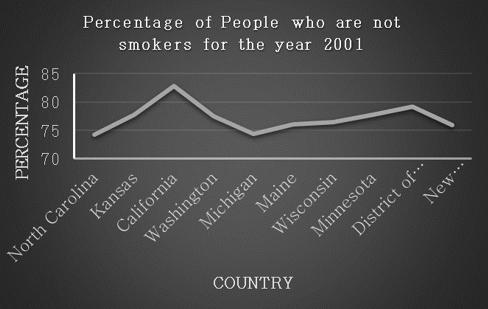 Percentage of People who are not
smokers for the year 2001
PERCENTAGE
85
80
75
70
North Carolina
Kansas
California
Washington
Michigan
Maine
Wisconsin
Minnesota
District of...
New...
COUNTRY